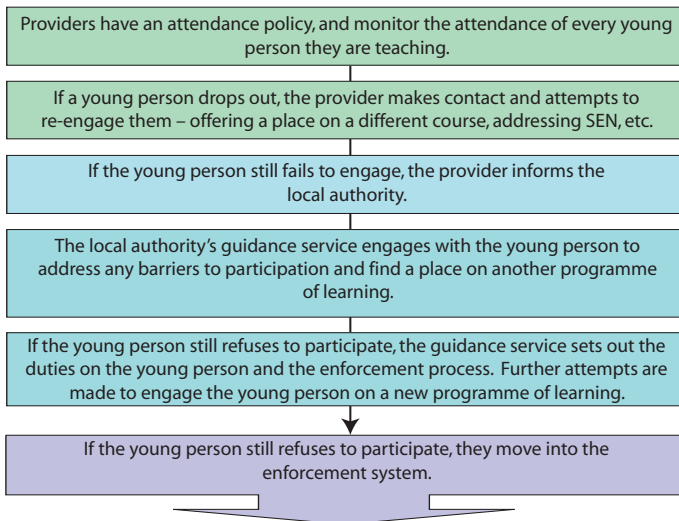 Providers have an attendance policy, and monitor the attendance of every young
person they are teaching.
If a young person drops out, the provider makes contact and attempts to
re-engage them – offering a place on a different course, addressing SEN, etc.
If the young person still fails to engage, the provider informs the
local authority.
The local authority's guidance service engages with the young person to
address any barriers to participation and find a place on another programme
of learning.
If the young person still refuses to participate, the guidance service sets out the
duties on the young person and the enforcement process. Further attempts are
made to engage the young person on a new programme of learning.
If the young person still refuses to participate, they move into the
enforcement system.